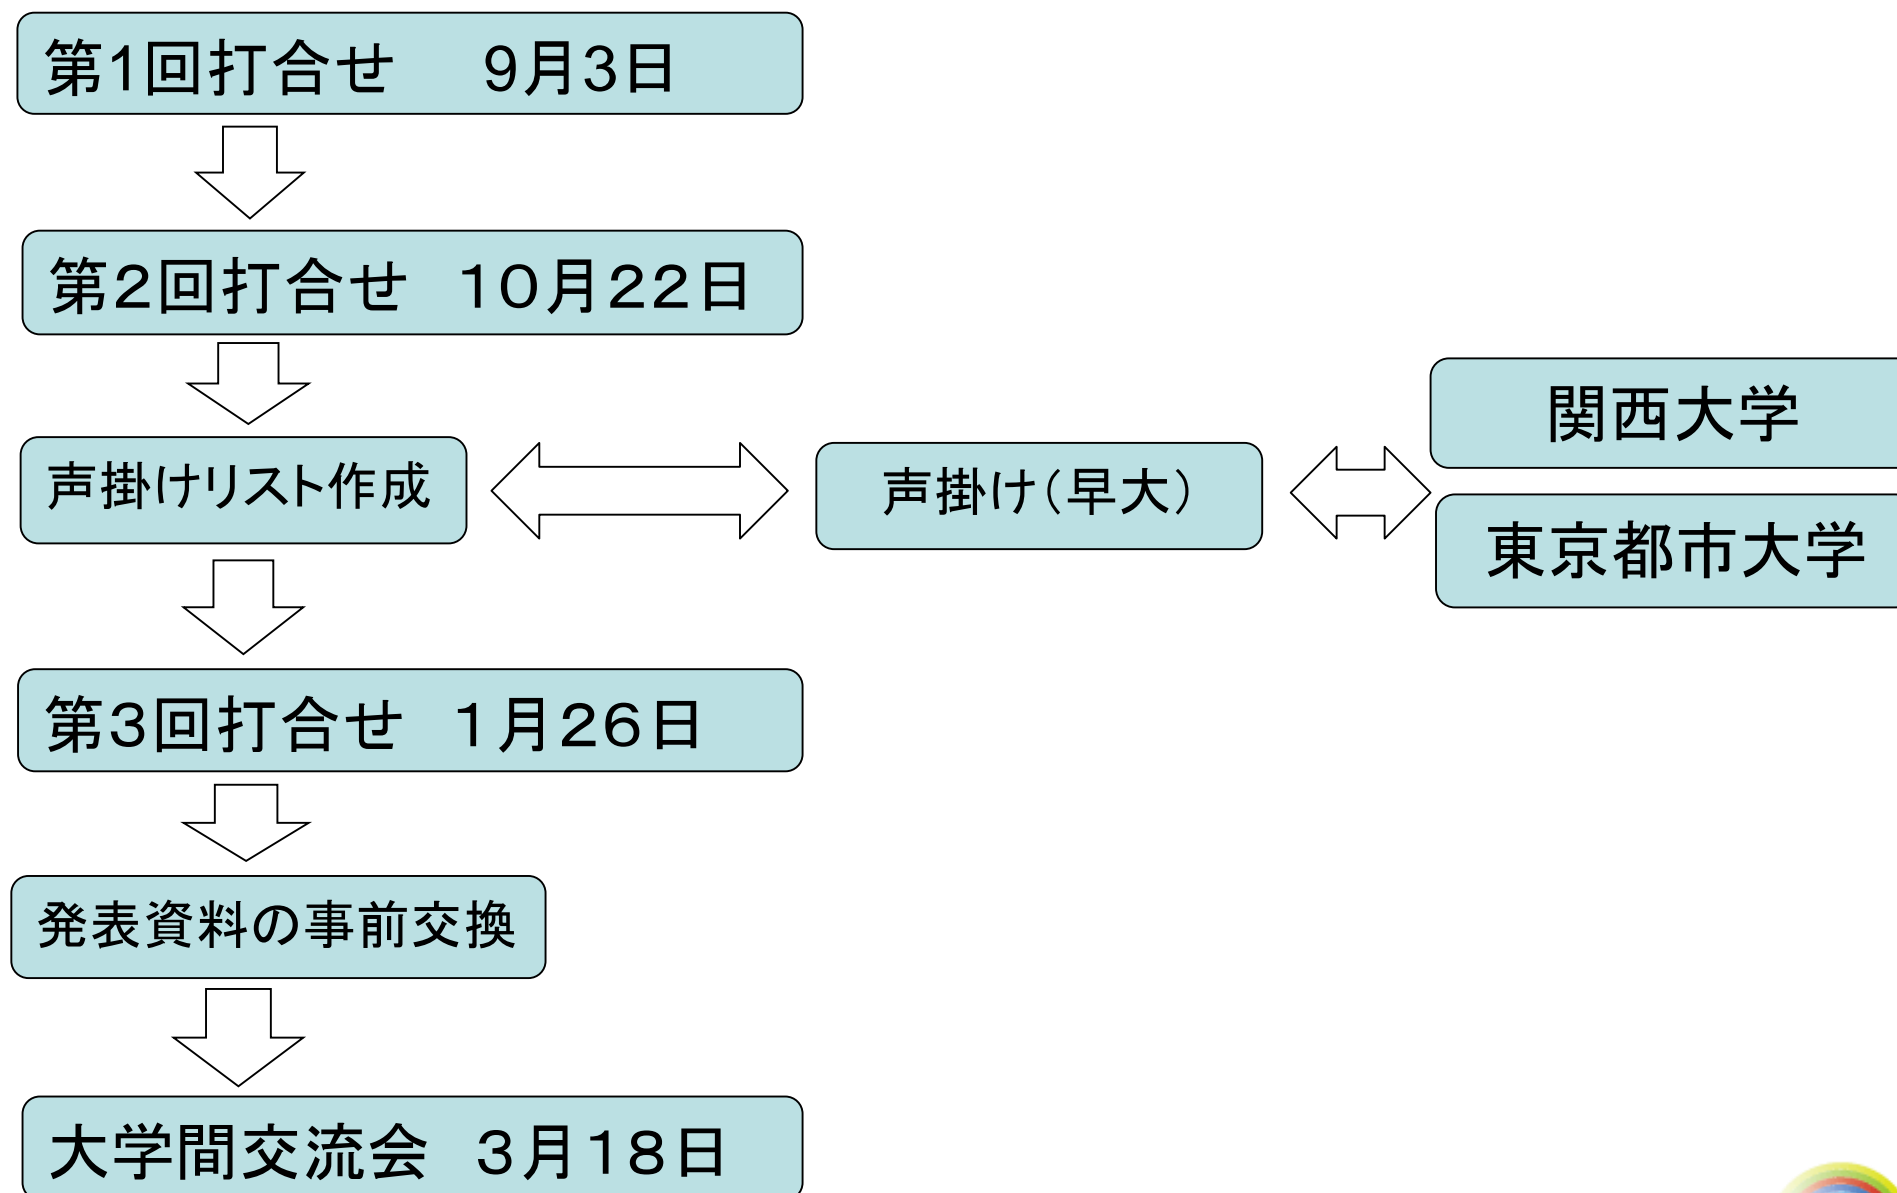 第1回打合せ　9月3日
第2回打合せ　10月22日
声掛けリスト作成
声掛け(早大)
関西大学
東京都市大学
第3回打合せ　1月26日
発表資料の事前交換
大学間交流会　3月18日